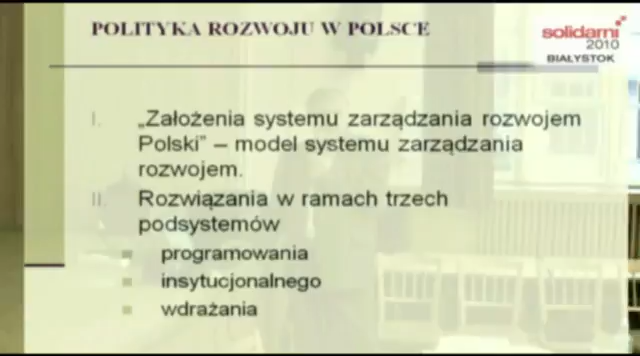 POLITYKA ROZWOJU W POLSCE
solidarni
2010
BIAŁYSTOK
I. „Założenia systemu zarządzania rozwojem
Polski” – model systemu zarządzania
rozwojem.
II. Rozwiązania w ramach trzech
podsystemów
programowania
insytucjonalnego
wdrażania